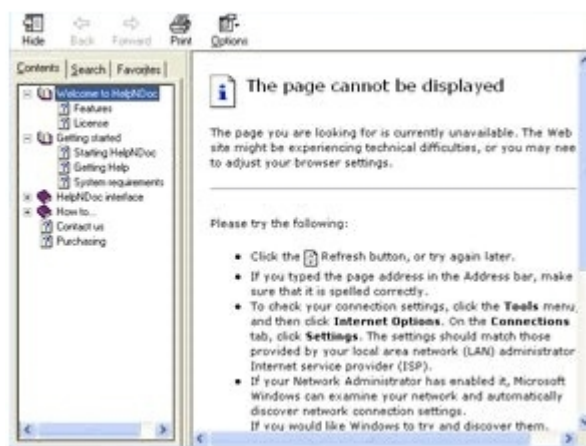 Hide Back Forward Print Options
Contents Search Favorites
Welcome to HelpNDoc
Features
License
Getting started
Starting HelpNDoc
Getting Help
System requirements
HelpNDoc interface
How to...
Contact us
Purchasing
The page cannot be displayed
The page you are looking for is currently unavailable. The Web
site might be experiencing technical difficulties, or you may nee
to adjust your browser settings.
Please try the following:
Click the Refresh button, or try again later.
If you typed the page address in the Address bar, make
sure that it is spelled correctly.
To check your connection settings, click the Tools menu,
and then click Internet Options. On the Connections
tab, click Settings. The settings should match those
provided by your local area network (LAN) administrator
Internet service provider (ISP).
If your Network Administrator has enabled it, Microsoft
Windows can examine your network and automatically
discover network connection settings.
If you would like Windows to try and discover them.